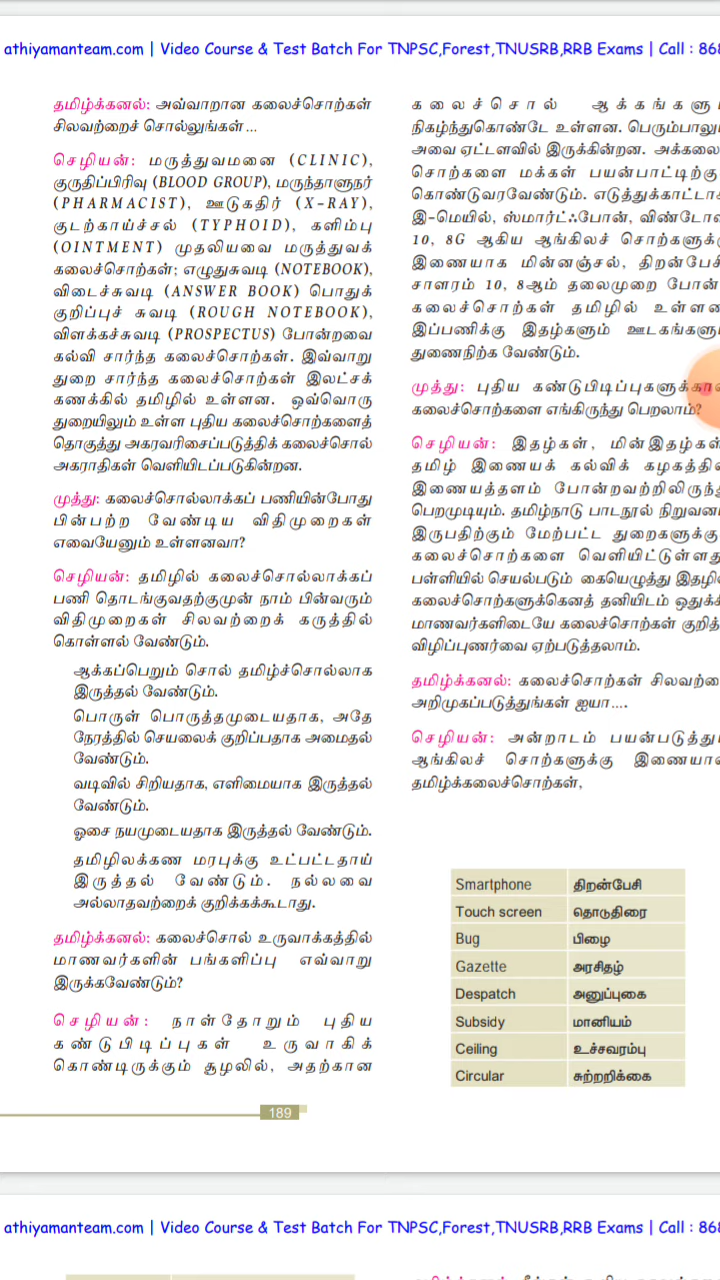 athiyamanteam.com | Video Course & Test Batch For TNPSC,Forest,TNUSRB,RRB Exams | Call : 868
தமிழ்க்கனல்: அவ்வாறான கலைச்சொற்கள்
சிலவற்றைச் சொல்லுங்கள்...
செழியன்: மருத்துவமனை (CLINIC),
குருதிப்பிரிவு (BLOOD GROUP), மருந்தாளுநர்
(PHARMACIST), ஊடுகதிர் (X-RAY),
குடற்காய்ச்சல் (TYPHOID), களிம்பு
(OINTMENT) முதலியவை மருத்துவக்
கலைச்சொற்கள்; எழுதுசுவடி (NOTEBOOK),
விடைச்சுவடி (ANSWER BOOK) பொதுக்
குறிப்புச் சுவடி (ROUGH NOTEBOOK),
விளக்கச்சுவடி (PROSPECTUS) போன்றவை
கல்வி சார்ந்த கலைச்சொற்கள். இவ்வாறு
துறை சார்ந்த கலைச்சொற்கள் இலட்சக்
கணக்கில் தமிழில் உள்ளன. ஒவ்வொரு
துறையிலும் உள்ள புதிய கலைச்சொற்களைத்
தொகுத்து அகரவரிசைப்படுத்திக் கலைச்சொல்
அகராதிகள் வெளியிடப்படுகின்றன.
முத்து: கலைச்சொல்லாக்கப் பணியின்போது
பின்பற்ற வேண்டிய விதிமுறைகள்
எவையேனும் உள்ளனவா?
செழியன்: தமிழில் கலைச்சொல்லாக்கப்
பணி தொடங்குவதற்குமுன் நாம் பின்வரும்
விதிமுறைகள் சிலவற்றைக் கருத்தில்
கொள்ளல் வேண்டும்.
ஆக்கப்பெறும் சொல் தமிழ்ச்சொல்லாக
இருத்தல் வேண்டும்.
பொருள் பொருத்தமுடையதாக, அதே
நேரத்தில் செயலைக் குறிப்பதாக அமைதல்
வேண்டும்.
வடிவில் சிறியதாக, எளிமையாக இருத்தல்
வேண்டும்.
ஓசை நயமுடையதாக இருத்தல் வேண்டும்.
தமிழிலக்கண மரபுக்கு உட்பட்டதாய்
இருத்தல் வேண்டும். நல்லவை
அல்லாதவற்றைக் குறிக்கக்கூடாது.
தமிழ்க்கனல்: கலைச்சொல் உருவாக்கத்தில்
மாணவர்களின் பங்களிப்பு எவ்வாறு
இருக்கவேண்டும்?
செழியன்: நாள்தோறும் புதிய
கண்டுபிடிப்புகள் உருவாகிக்
கொண்டிருக்கும் சூழலில், அதற்கான
கலைச்சொல் ஆக்கங்களு
நிகழ்ந்துகொண்டே உள்ளன. பெரும்பாலு
அவை ஏட்டளவில் இருக்கின்றன. அக்கலை
சொற்களை மக்கள் பயன்பாட்டிற்கு
கொண்டுவரவேண்டும். எடுத்துக்காட்டாக
இ-மெயில், ஸ்மார்ட்ஃபோன், விண்டோ
10, 8G ஆகிய ஆங்கிலச் சொற்களுக்கு
இணையாக மின்னஞ்சல், திறன்பேசி
சாளரம் 10, 8ஆம் தலைமுறை போன்
கலைச்சொற்கள் தமிழில் உள்ளன
இப்பணிக்கு இதழ்களும் ஊடகங்களு
துணைநிற்க வேண்டும்.
முத்து: புதிய கண்டுபிடிப்புகளுக்கான
கலைச்சொற்களை எங்கிருந்து பெறலாம்?
செழியன்: இதழ்கள், மின்இதழ்கள்
தமிழ் இணையக் கல்விக் கழகத்தி
இணையத்தளம் போன்றவற்றிலிருந்து
பெறமுடியும். தமிழ்நாடு பாடநூல் நிறுவன
இருபதிற்கும் மேற்பட்ட துறைகளுக்கு
கலைச்சொற்களை வெளியிட்டுள்ளது
பள்ளியில் செயல்படும் கையெழுத்து இதழி
கலைச்சொற்களுக்கெனத் தனியிடம் ஒதுக்கி
மாணவர்களிடையே கலைச்சொற்கள் குறித்
விழிப்புணர்வை ஏற்படுத்தலாம்.
தமிழ்க்கனல்: கலைச்சொற்கள் சிலவற்றை
அறிமுகப்படுத்துங்கள் ஐயா....
செழியன்: அன்றாடம் பயன்படுத்து
ஆங்கிலச் சொற்களுக்கு இணையா
தமிழ்க்கலைச்சொற்கள்,
Smartphone திறன்பேசி
Touch screen தொடுதிரை
Bug பிழை
Gazette அரசிதழ்
Despatch அனுப்புகை
Subsidy மானியம்
Ceiling உச்சவரம்பு
Circular சுற்றறிக்கை
189
athiyamanteam.com | Video Course & Test Batch For TNPSC,Forest,TNUSRB,RRB Exams | Call : 868